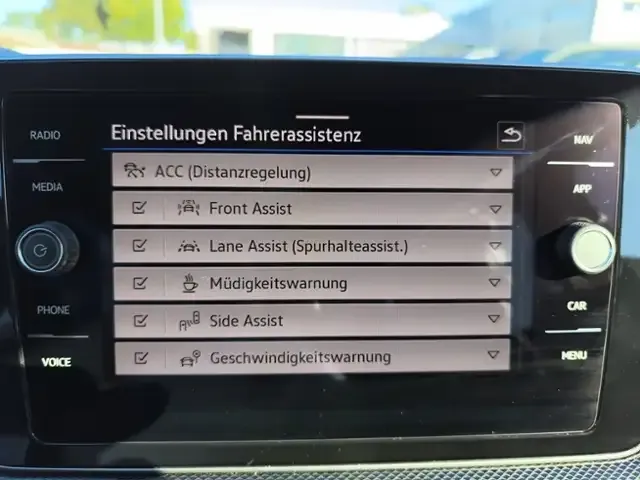 Einstellungen Fahrerassistenz
RADIO
MEDIA
PHONE
VOICE
ACC (Distanzregelung)
Front Assist
Lane Assist (Spurhalteassist.)
Müdigkeitswarnung
Side Assist
Geschwindigkeitswarnung
NAV
APP
CAR
MENU